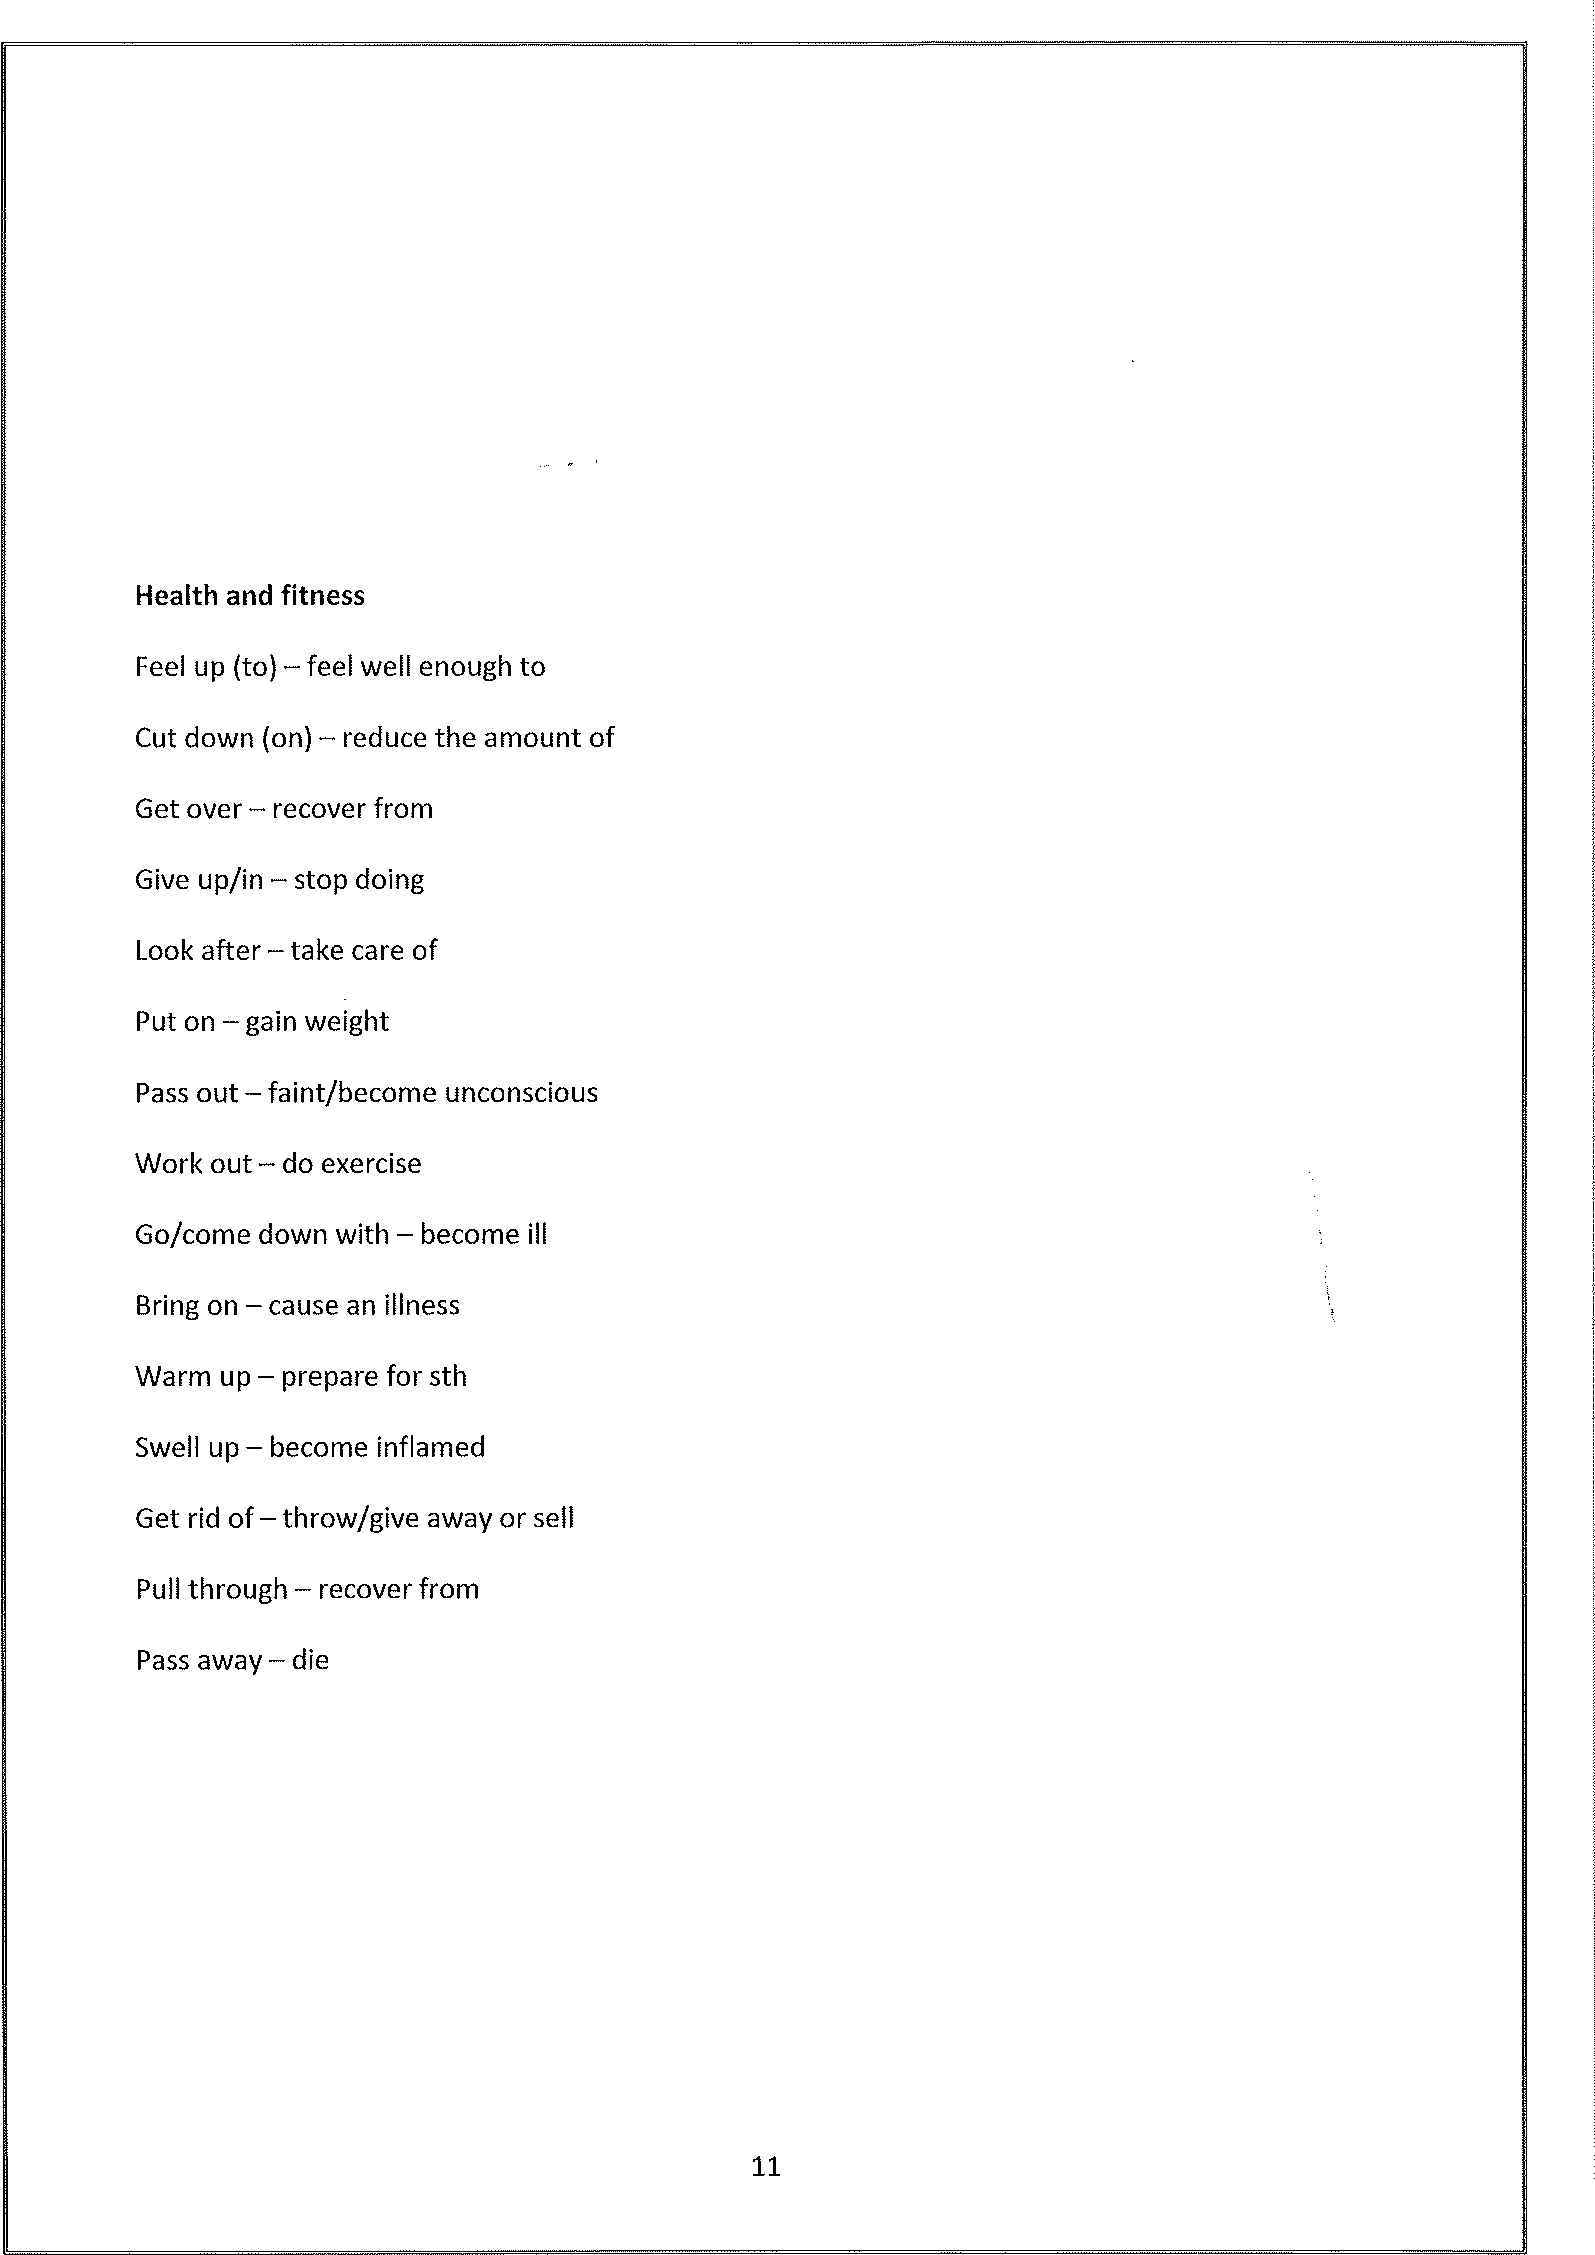 Health and fitness
Feel up (to) – feel well enough to
Cut down (on) – reduce the amount of
Get over – recover from
Give up/in – stop doing
Look after – take care of
Put on – gain weight
Pass out – faint/become unconscious
Work out – do exercise
Go/come down with – become ill
Bring on – cause an illness
Warm up – prepare for sth
Swell up – become inflamed
Get rid of – throw/give away or sell
Pull through – recover from
Pass away – die
11